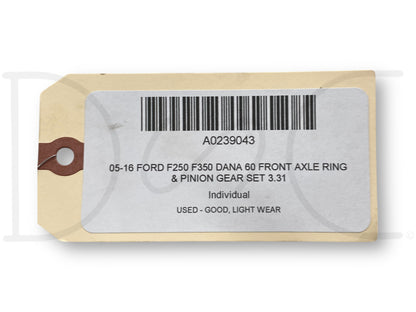 A0239043
05-16 FORD F250 F350 DANA 60 FRONT AXLE RING
& PINION GEAR SET 3.31
Individual
USED - GOOD, LIGHT WEAR